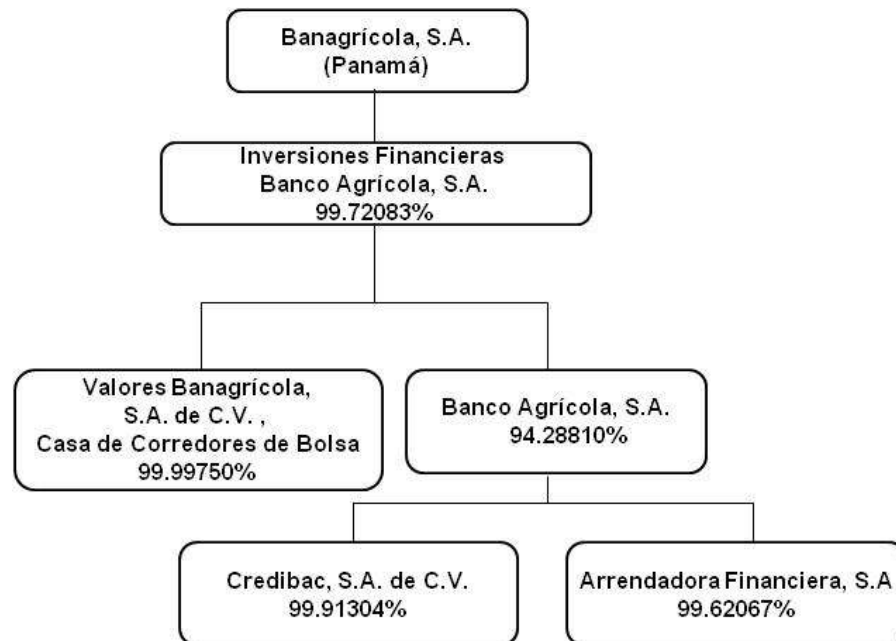 Banagrícola, S.A.
(Panamá)
Inversiones Financieras
Banco Agrícola, S.A.
99.72083%
Valores Banagrícola,
S.A. de C.V. ,
Casa de Corredores de Bolsa
99.99750%
Banco Agrícola, S.A.
94.28810%
Credibac, S.A. de C.V.
99.91304%
Arrendadora Financiera, S.A
99.62067%